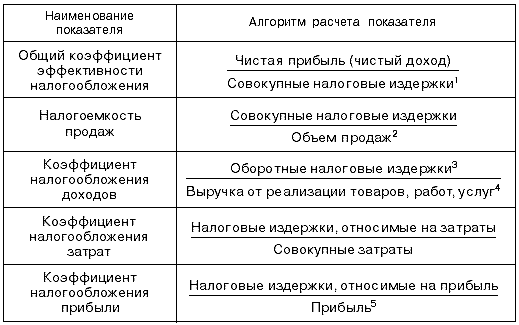 Наименование
показателя
Алгоритм расчета показателя
Общий коэффициент
эффективности
налогообложения
Чистая прибыль (чистый доход)
Совокупные налоговые издержки¹
Налогоемкость
продаж
Совокупные налоговые издержки
Объем продаж²
Коэффициент
налогообложения
доходов
Оборотные налоговые издержки³
Выручка от реализации товаров, работ, услуг⁴
Коэффициент
налогообложения
затрат
Налоговые издержки, относимые на затраты
Совокупные затраты
Коэффициент
налогообложения
прибыли
Налоговые издержки, относимые на прибыль
Прибыль⁵